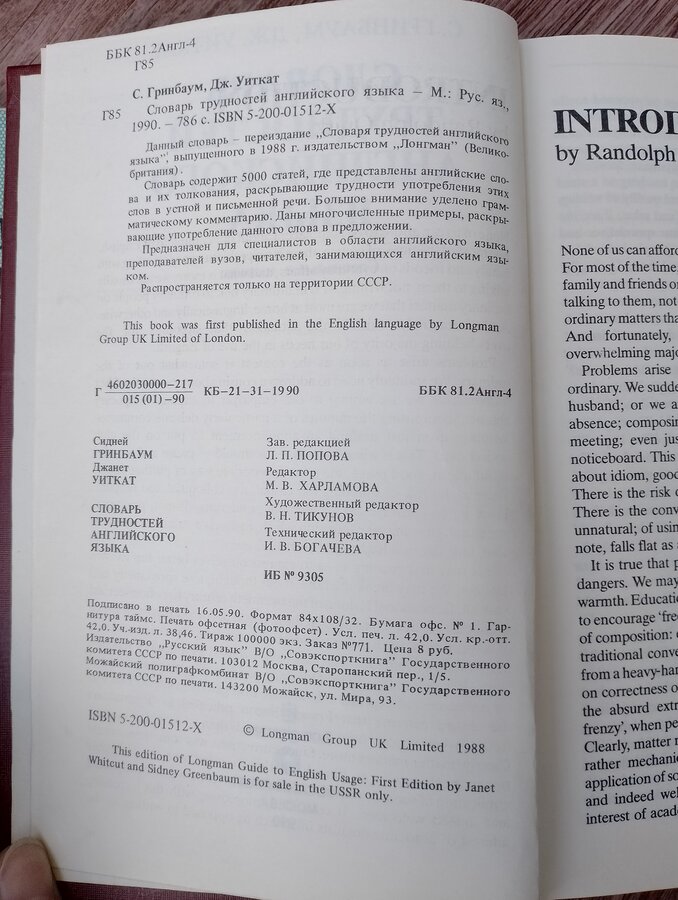 ББК 81.2Англ-4
Г85
С. Гринбаум, Дж. Уиткат
Г85 Словарь трудностей английского языка – М.: Рус. яз.,
1990. – 786 с. ISBN 5-200-01512-X
Данный словарь – переиздание „Словаря трудностей английского
языка”, выпущенного в 1988 г. издательством „Лонгман” (Велико-
британия).
Словарь содержит 5000 статей, где представлены английские сло-
ва и их толкования, раскрывающие трудности употребления этих
слов в устной и письменной речи. Большое внимание уделено грам-
матическому комментарию. Даны многочисленные примеры, раскры-
вающие употребление данного слова в предложении.
Предназначен для специалистов в области английского языка,
преподавателей вузов, читателей, занимающихся английским язы-
ком.
Распространяется только на территории СССР.
This book was first published in the English language by Longman
Group UK Limited of London.
Г 4602030000–217
015 (01) –90
КБ–21–31–1990
ББК 81.2Англ-4
Сидней
ГРИНБАУМ
Джанет
УИТКАТ
СЛОВАРЬ
ТРУДНОСТЕЙ
АНГЛИЙСКОГО
ЯЗЫКА
Зав. редакцией
Л. П. ПОПОВА
Редактор
М. В. ХАРЛАМОВА
Художественный редактор
В. Н. ТИКУНОВ
Технический редактор
И. В. БОГАЧЕВА
ИБ № 9305
Подписано в печать 16.05.90. Формат 84х108/32. Бумага офс. № 1. Гар-
нитура таймс. Печать офсетная (фотоофсет). Усл. печ. л. 42,0. Усл. кр.-отт.
42,0. Уч.-изд. л. 38,46. Тираж 100000 экз. Заказ №771. Цена 8 руб.
Издательство „Русский язык” В/О „Совэкспорткнига” Государственного
комитета СССР по печати. 103012 Москва, Старопанский пер., 1/5.
Можайский полиграфкомбинат В/О „Совэкспорткнига” Государственного
комитета СССР по печати. 143200 Можайск, ул. Мира, 93.
ISBN 5-200-01512-X
© Longman Group UK Limited 1988
This edition of Longman Guide to English Usage: First Edition by Janet
Whitcut and Sidney Greenbaum is for sale in the USSR only.
INTROD
by Randolph
None of us can afford
For most of the time,
family and friends or
talking to them, not
ordinary matters tha
And fortunately,
overwhelming majo
Problems arise
ordinary. We sudde
husband; or we a
absence; composin
meeting; even jus
noticeboard. This
about idiom, good
There is the risk o
There is the conv
unnatural; of usin
note, falls flat as
It is true that p
dangers. We may
warmth. Educatio
to encourage ‘free
of composition:
traditional conve
from a heavy-han
on correctness o
the absurd extr
frenzy’, when pe
Clearly, matter
rather mechanic
application of so
and indeed wel
interest of acad